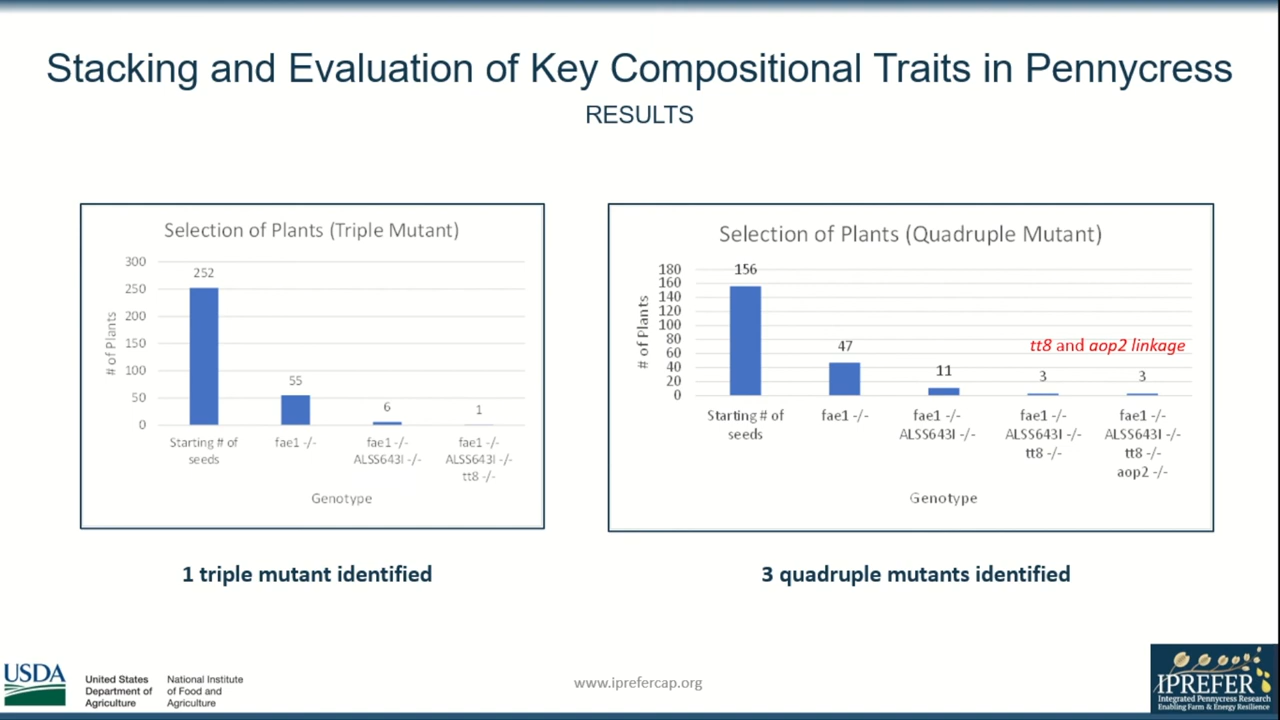 Stacking and Evaluation of Key Compositional Traits in Pennycress
RESULTS
Selection of Plants (Triple Mutant)
# of Plants
300
250
200
150
100
50
0
252
55
6
1
Starting # of
seeds
fae1 -/-
fae1 -/-
ALSS643I -/-
fae1 -/-
ALSS643I -/-
tt8 -/-
Genotype
Selection of Plants (Quadruple Mutant)
# of Plants
180
160
140
120
100
80
60
40
20
0
156
47
11
3
3
tt8 and aop2 linkage
Starting # of
seeds
fae1 -/-
fae1 -/-
ALSS643I -/-
fae1 -/-
ALSS643I -/-
tt8 -/-
fae1 -/-
ALSS643I -/-
tt8 -/-
aop2 -/-
Genotype
1 triple mutant identified
3 quadruple mutants identified
USDA
United States
Department of
Agriculture
National Institute
of Food and
Agriculture
www.iprefercap.org
IPREFER
Integrated Pennycress Research
Enabling Farm & Energy Resilience